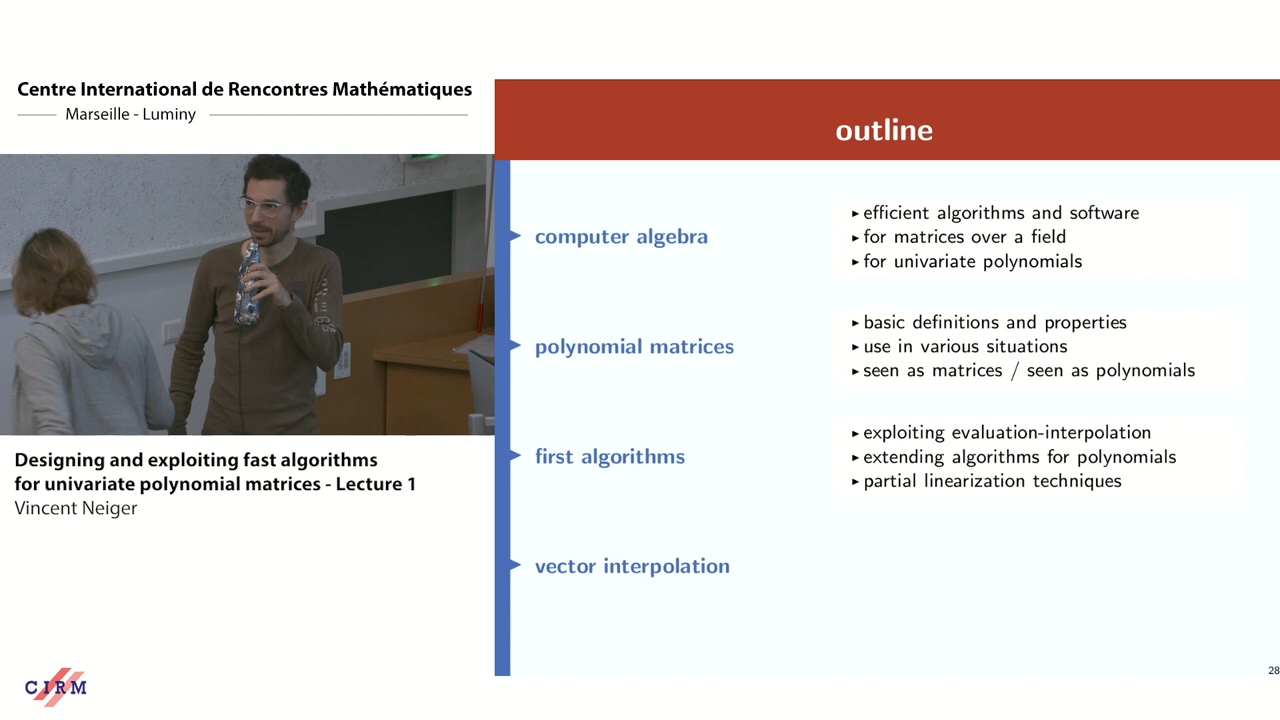 Centre International de Rencontres Mathématiques
Marseille - Luminy
Designing and exploiting fast algorithms
for univariate polynomial matrices - Lecture 1
Vincent Neiger
CIRM
outline
computer algebra
▸ efficient algorithms and software
▸ for matrices over a field
▸ for univariate polynomials
polynomial matrices
▸ basic definitions and properties
▸ use in various situations
▸ seen as matrices / seen as polynomials
first algorithms
▸ exploiting evaluation-interpolation
▸ extending algorithms for polynomials
▸ partial linearization techniques
vector interpolation
28